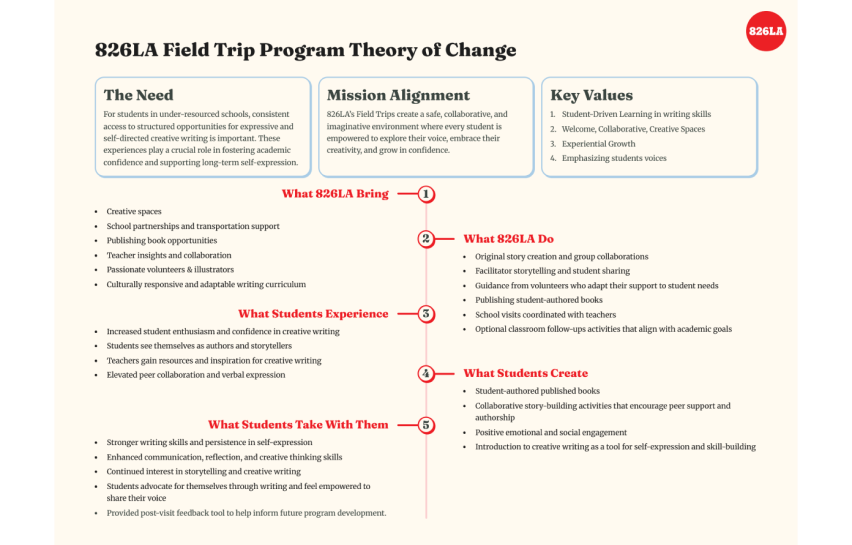 826LA
826LA Field Trip Program Theory of Change
The Need
For students in under-resourced schools, consistent
access to structured opportunities for expressive and
self-directed creative writing is important. These
experiences play a crucial role in fostering academic
confidence and supporting long-term self-expression.
Mission Alignment
826LA's Field Trips create a safe, collaborative, and
imaginative environment where every student is
empowered to explore their voice, embrace their
creativity, and grow in confidence.
Key Values
1. Student-Driven Learning in writing skills
2. Welcome, Collaborative, Creative Spaces
3. Experiential Growth
4. Emphasizing students voices
What 826LA Bring
1
• Creative spaces
• School partnerships and transportation support
• Publishing book opportunities
• Teacher insights and collaboration
• Passionate volunteers & illustrators
• Culturally responsive and adaptable writing curriculum
2
What 826LA Do
• Original story creation and group collaborations
• Facilitator storytelling and student sharing
• Guidance from volunteers who adapt their support to student needs
• Publishing student-authored books
• School visits coordinated with teachers
• Optional classroom follow-ups activities that align with academic goals
What Students Experience
3
• Increased student enthusiasm and confidence in creative writing
• Students see themselves as authors and storytellers
• Teachers gain resources and inspiration for creative writing
• Elevated peer collaboration and verbal expression
4
What Students Create
• Student-authored published books
• Collaborative story-building activities that encourage peer support and
authorship
• Positive emotional and social engagement
• Introduction to creative writing as a tool for self-expression and skill-building
What Students Take With Them
5
• Stronger writing skills and persistence in self-expression
• Enhanced communication, reflection, and creative thinking skills
• Continued interest in storytelling and creative writing
• Students advocate for themselves through writing and feel empowered to
share their voice
• Provided post-visit feedback tool to help inform future program development.